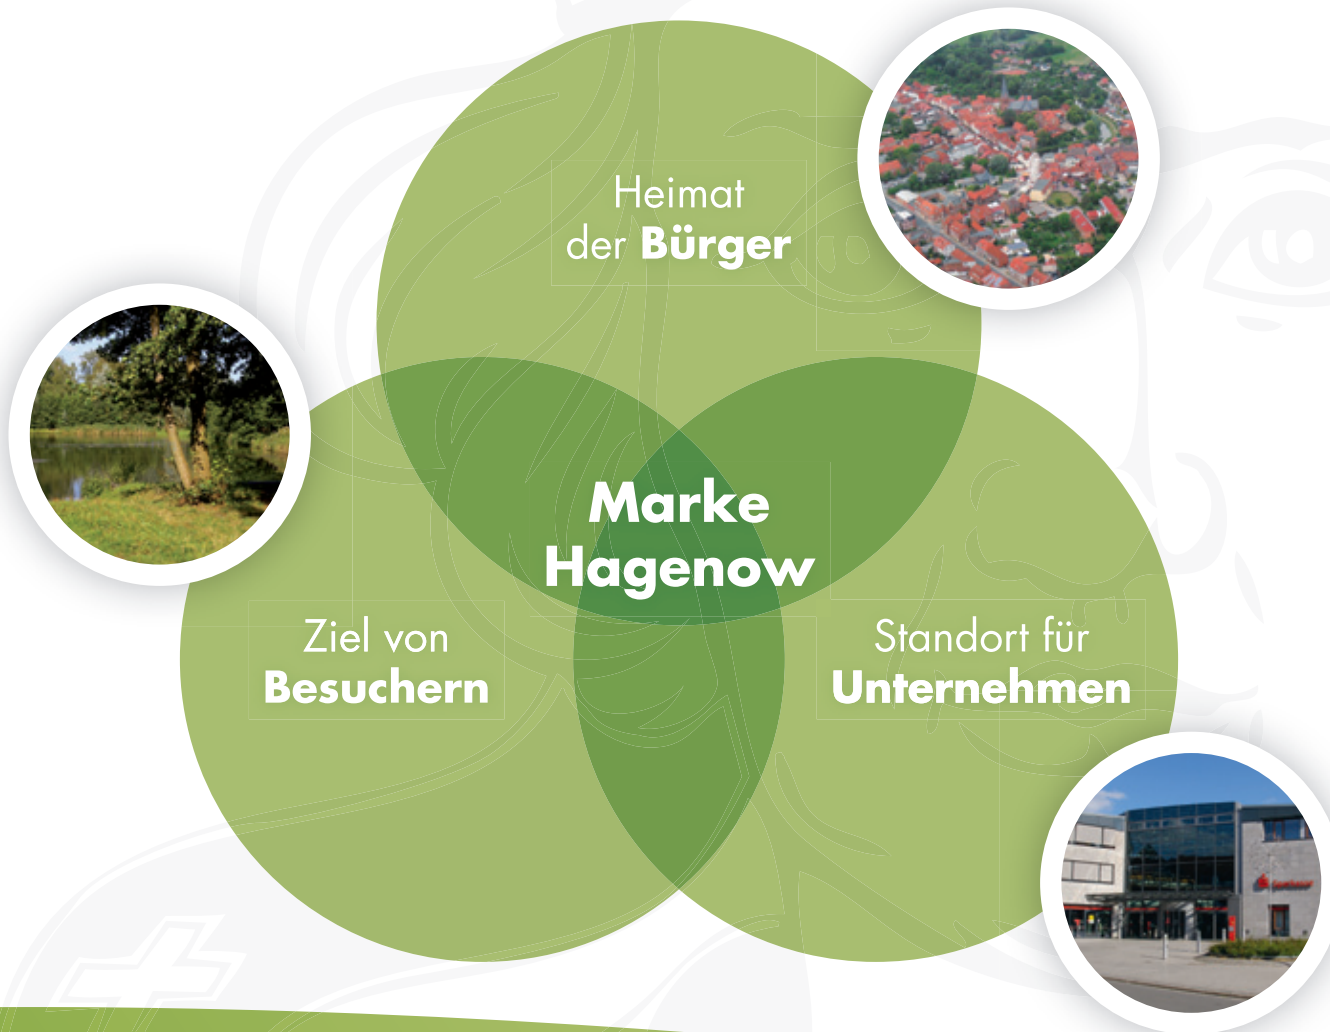 Heimat
der Bürger
Marke
Hagenow
Ziel von
Besuchern
Standort für
Unternehmen